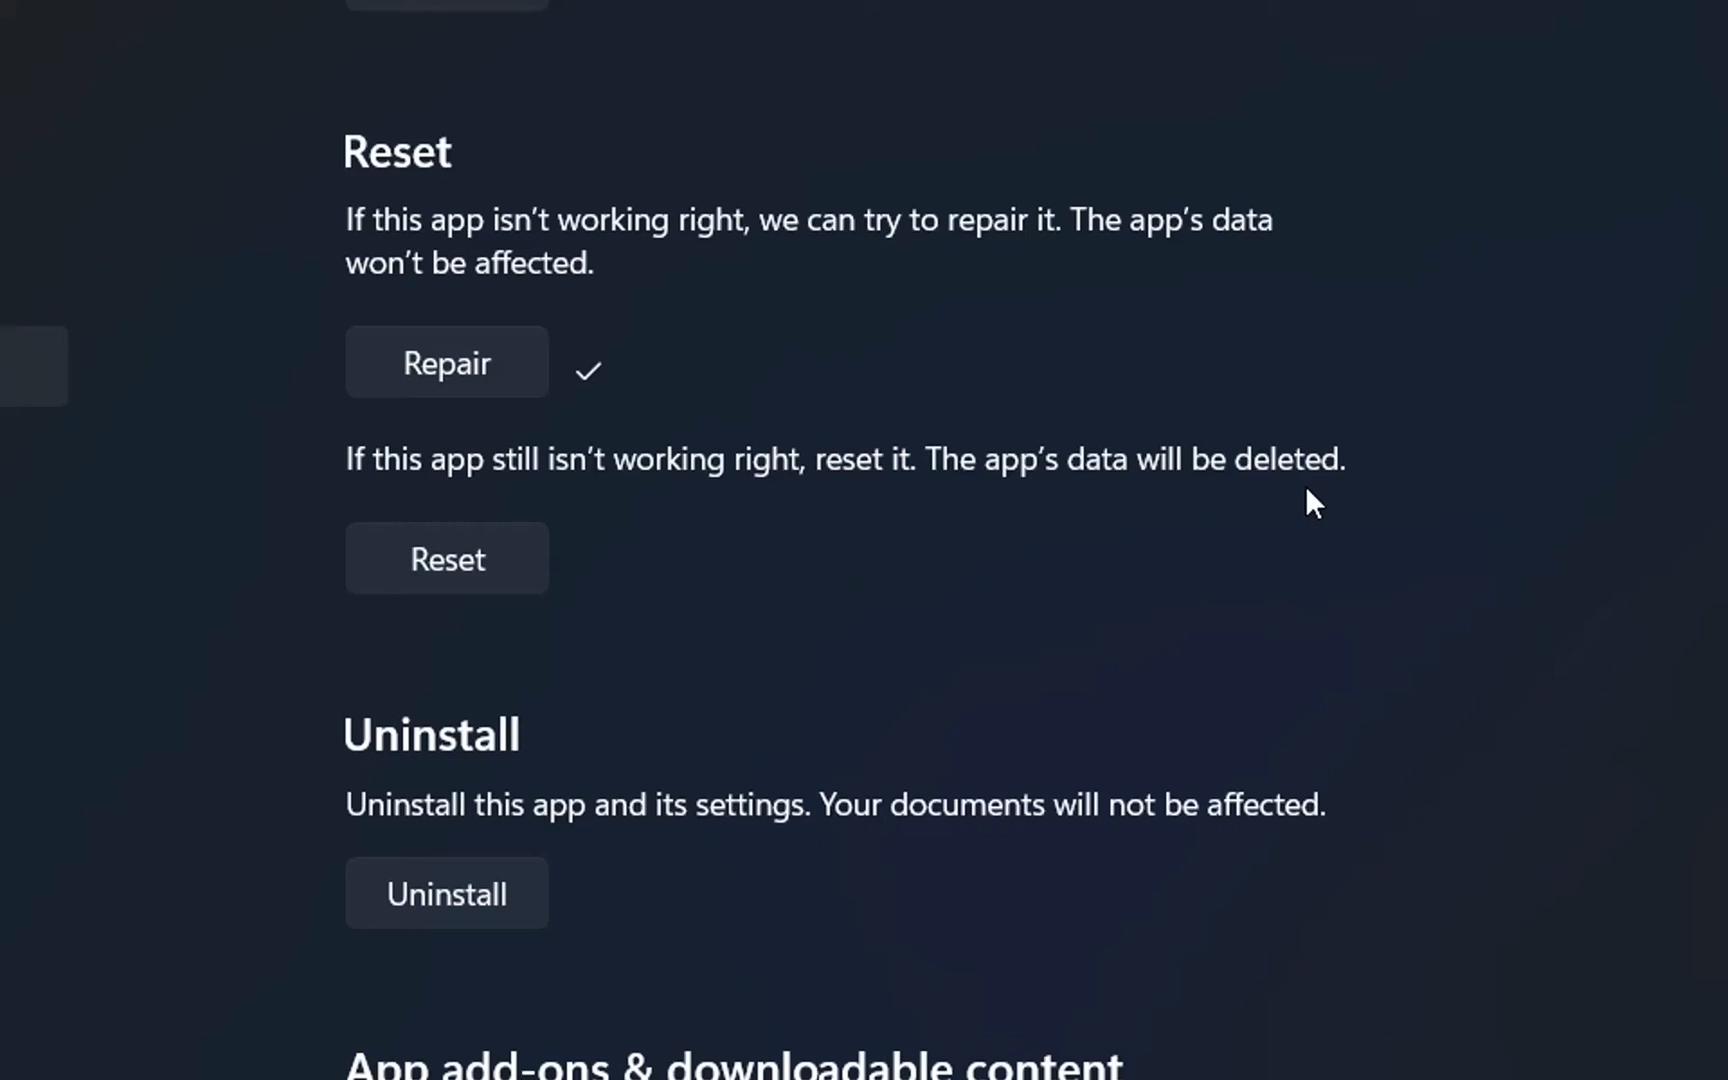 Reset
If this app isn’t working right, we can try to repair it. The app’s data
won’t be affected.
Repair
If this app still isn’t working right, reset it. The app’s data will be deleted.
Reset
Uninstall
Uninstall this app and its settings. Your documents will not be affected.
Uninstall
App add-ons & downloadable content